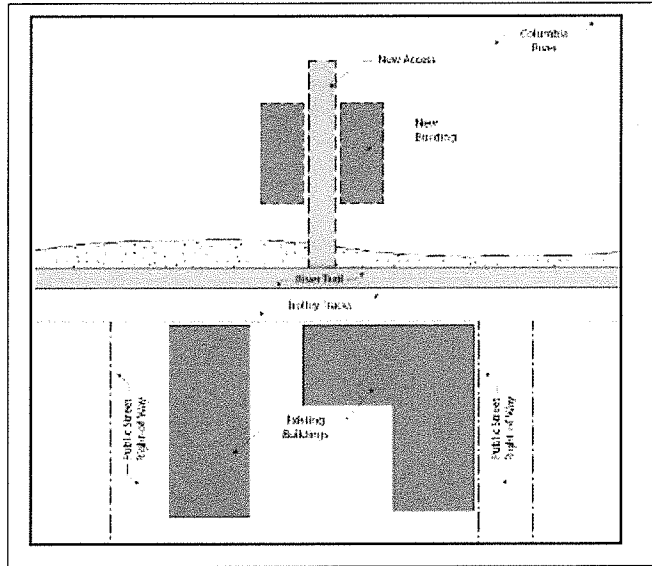 Columbia
River
New Access
New
Building
River Trail
Trolley Tracks
Public Street
Right-of-Way
Existing
Buildings
Public Street
Right-of-Way